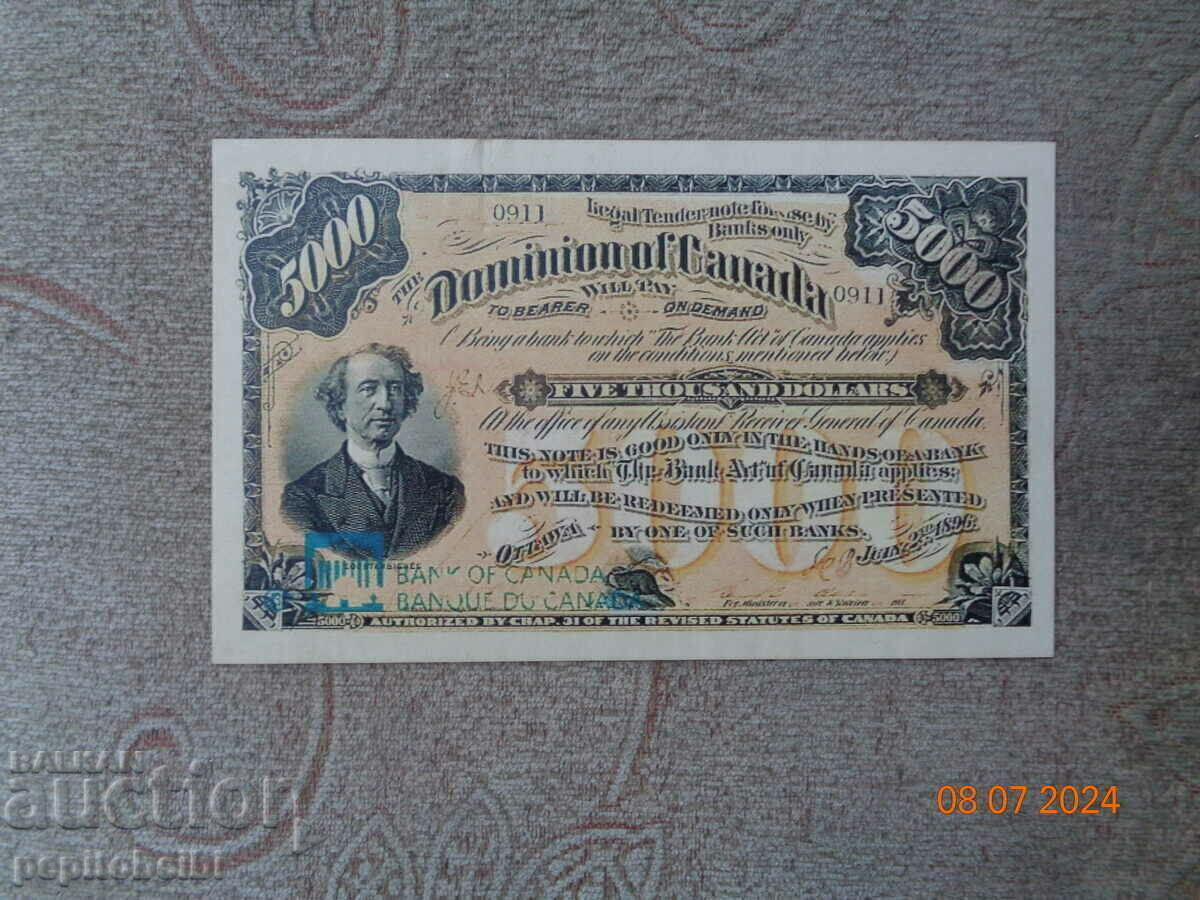 5000
0911
Legal Tender note for use by
Banks only
5000
THE
Dominion of Canada
0911
WILL PAY
TO BEARER ON DEMAND
(Being a bank to which "The Bank Act" of Canada applies
on the conditions mentioned below.)
FIVE THOUSAND DOLLARS
At the office of any Assistant Receiver General of Canada.
THIS NOTE IS GOOD ONLY IN THE HANDS OF A BANK
to which "The Bank Act" of Canada applies;
AND WILL BE REDEEMED ONLY WHEN PRESENTED
BY ONE OF SUCH BANKS.
5000
OTTAWA JULY 2ND 1896.
BANK OF CANADA
BANQUE DU CANADA
5000 AUTHORIZED BY CHAP. 31 OF THE REVISED STATUTES OF CANADA 5000
BALKAN
auction
pepitobeibi
08 07 2024